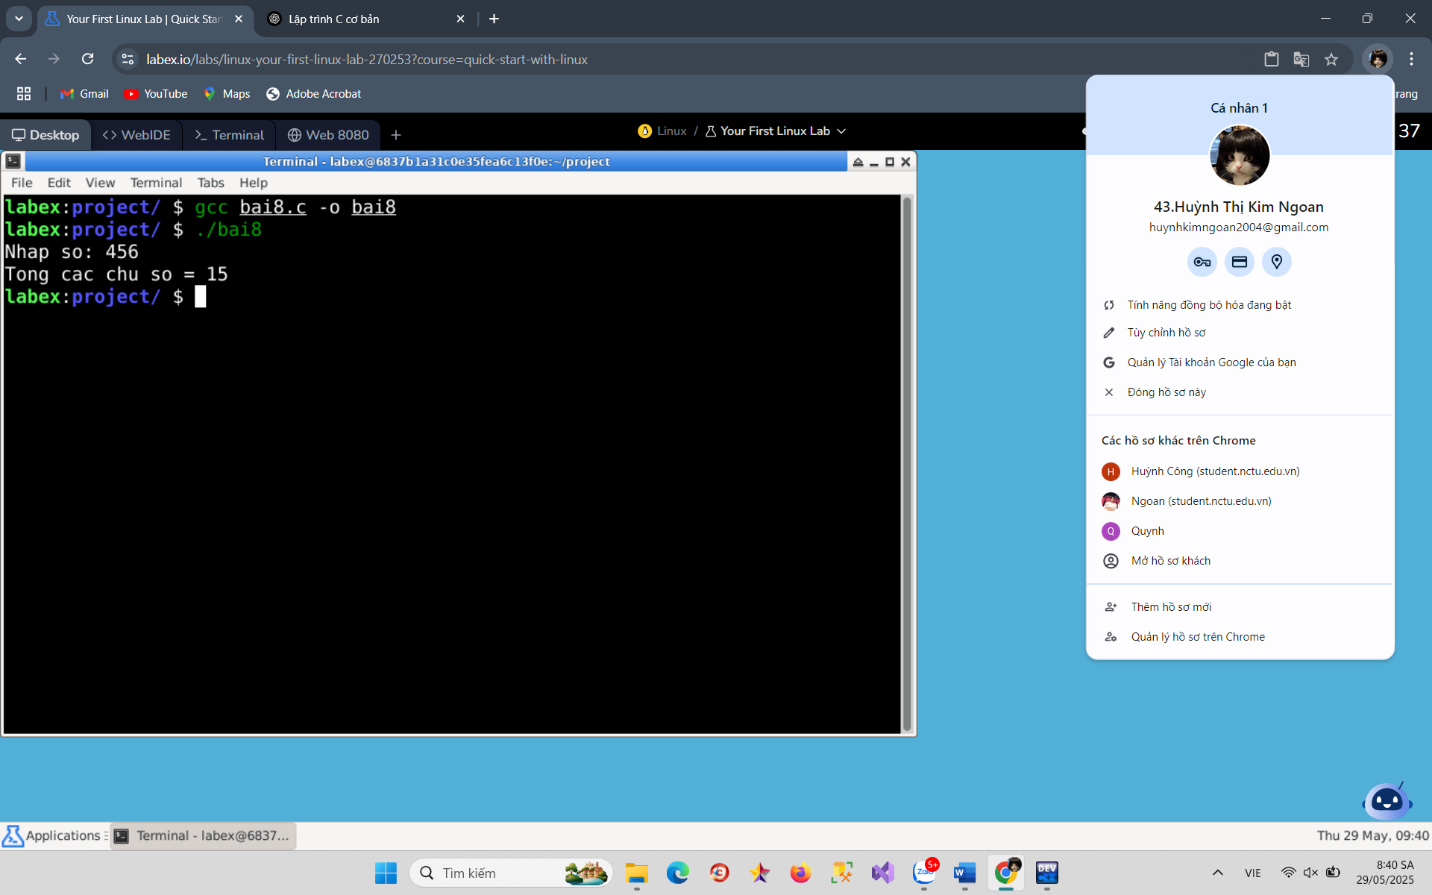 Your First Linux Lab | Quick Star
Lập trình C cơ bản
labex.io/labs/linux-your-first-linux-lab-270253?course=quick-start-with-linux
Gmail
YouTube
Maps
Adobe Acrobat
trang
Desktop
WebIDE
Terminal
Web 8080
Linux / Your First Linux Lab
37
Terminal - labex@6837b1a31c0e35fea6c13f0e:~/project
File Edit View Terminal Tabs Help
labex:project/ $ gcc bai8.c -o bai8
labex:project/ $ ./bai8
Nhap so: 456
Tong cac chu so = 15
labex:project/ $
Cá nhân 1
43.Huỳnh Thị Kim Ngoan
huynhkimngoan2004@gmail.com
Tính năng đồng bộ hóa đang bật
Tùy chỉnh hồ sơ
G Quản lý Tài khoản Google của bạn
Đóng hồ sơ này
Các hồ sơ khác trên Chrome
H Huỳnh Công (student.nctu.edu.vn)
Ngoan (student.nctu.edu.vn)
Q Quynh
Mở hồ sơ khách
Thêm hồ sơ mới
Quản lý hồ sơ trên Chrome
Applications
Terminal - labex@6837...
Thu 29 May, 09:40
Tìm kiếm
Zalo
5+
W
DEV
VIE
8:40 SA
29/05/2025